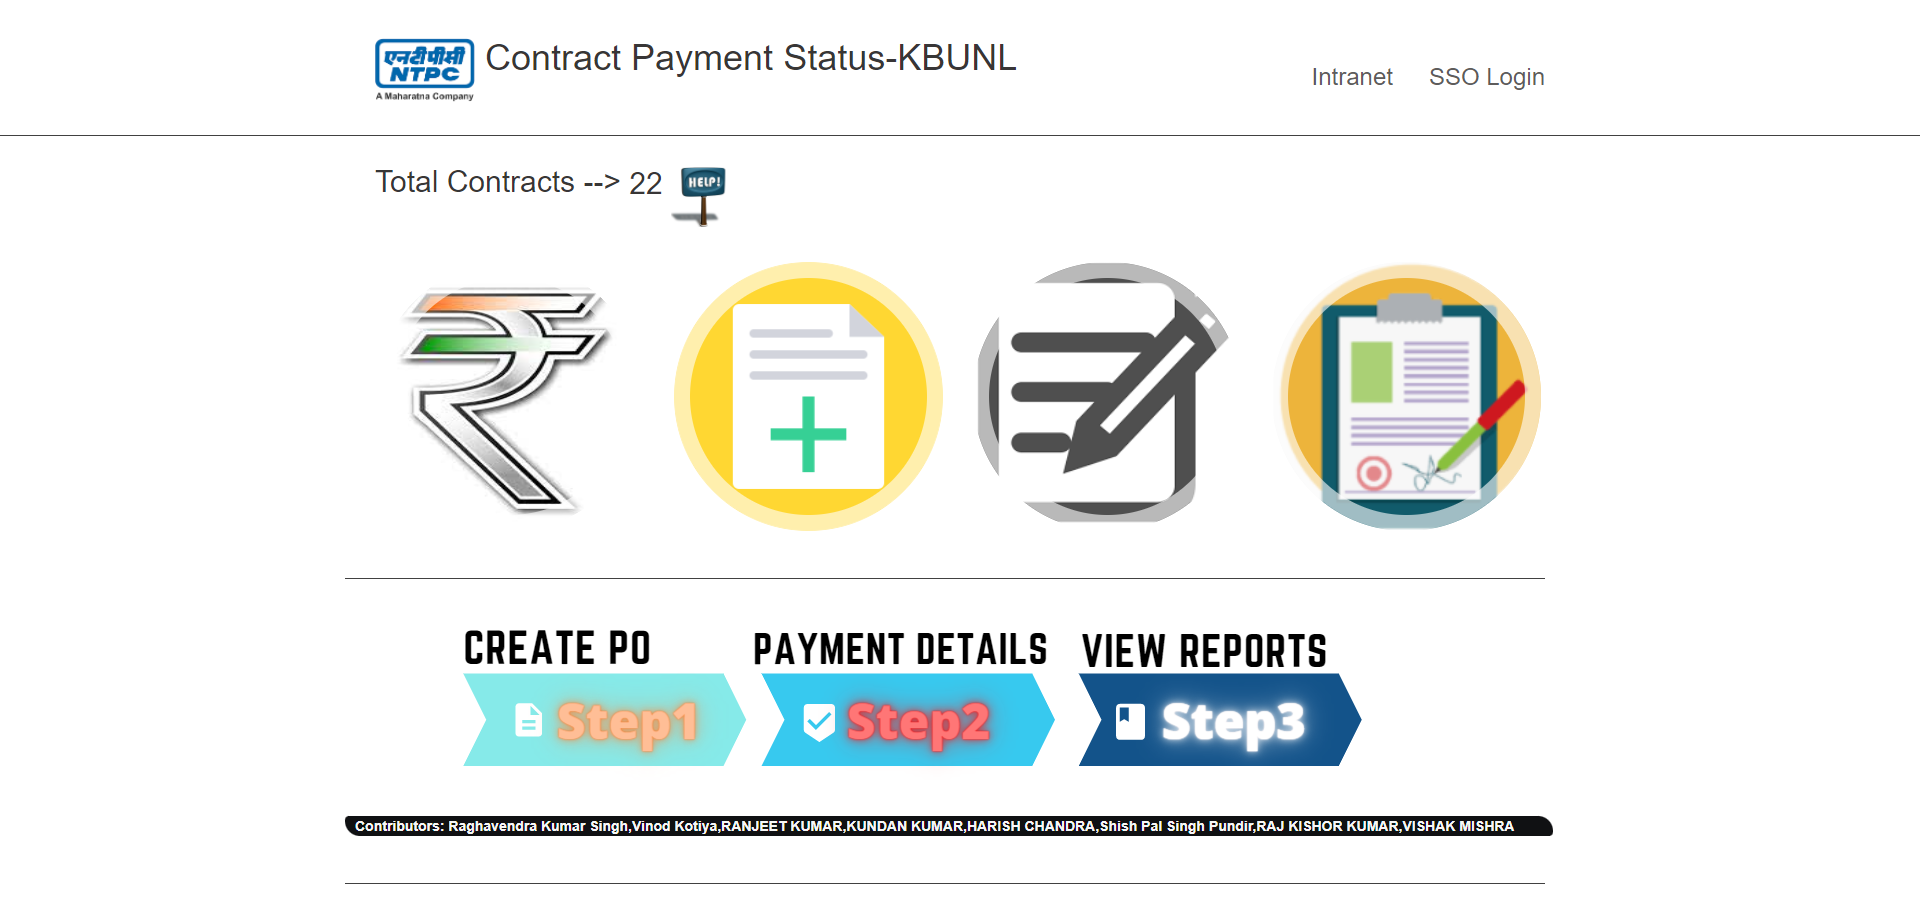 एनटीपीसी
NTPC
A Maharatna Company
Contract Payment Status-KBUNL
Intranet
SSO Login
Total Contracts --> 22
HELP!
CREATE PO
PAYMENT DETAILS
VIEW REPORTS
Step1
Step2
Step3
Contributors: Raghavendra Kumar Singh,Vinod Kotiya,RANJEET KUMAR,KUNDAN KUMAR,HARISH CHANDRA,Shish Pal Singh Pundir,RAJ KISHOR KUMAR,VISHAK MISHRA